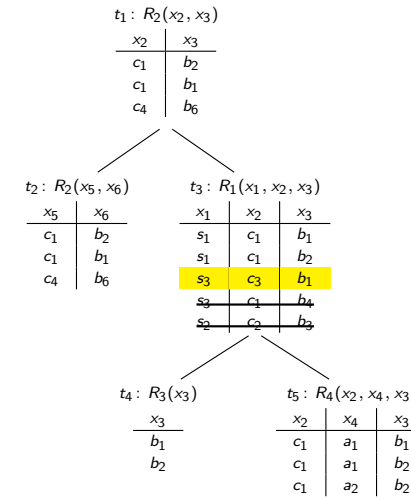 t₁: R₂(x₂, x₃)
x₂ x₃
c₁ b₂
c₁ b₁
c₄ b₆
t₂: R₂(x₅, x₆)
x₅ x₆
c₁ b₂
c₁ b₁
c₄ b₆
t₃: R₁(x₁, x₂, x₃)
x₁ x₂ x₃
s₁ c₁ b₁
s₁ c₁ b₂
s₃ c₃ b₁
s₃ c₁ b₄
s₂ c₂ b₃
t₄: R₃(x₃)
x₃
b₁
b₂
t₅: R₄(x₂, x₄, x₃
x₂ x₄ x₃
c₁ a₁ b₁
c₁ a₁ b₂
c₁ a₂ b₂